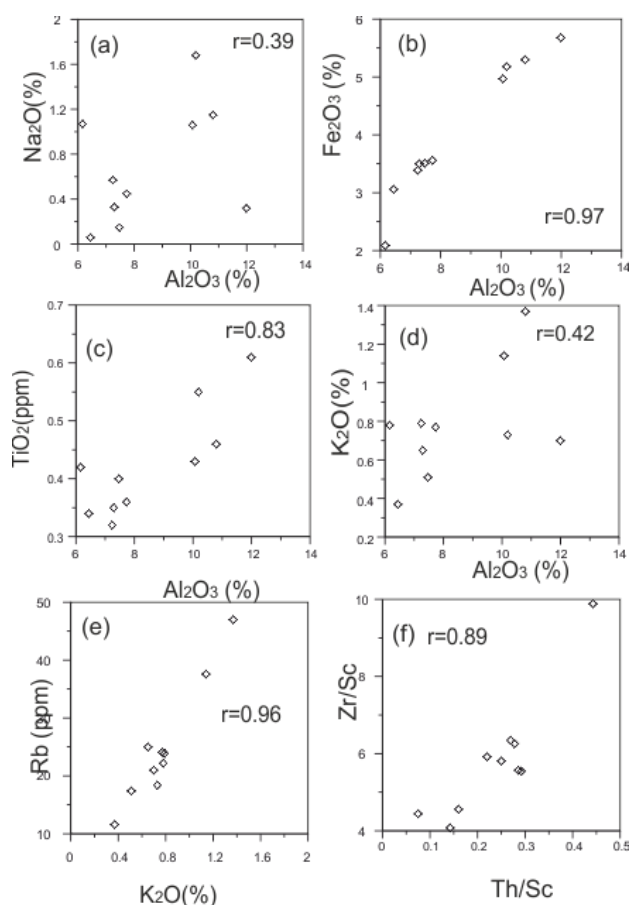 (a)
r=0.39
Na2O(%)
1.6
1.2
0.8
0.4
0
6
8
10
12
14
Al2O3 (%)
(b)
r=0.97
Fe2O3 (%)
6
5
4
3
2
6
8
10
12
14
Al2O3 (%)
(c)
r=0.83
TiO2(ppm)
0.7
0.6
0.5
0.4
0.3
6
8
10
12
14
Al2O3 (%)
(d)
r=0.42
K2O(%)
1.4
1.2
1
0.8
0.6
0.4
0.2
6
8
10
12
14
Al2O3 (%)
(e)
r=0.96
Rb (ppm)
50
40
20
10
0
0.4
0.8
1.2
1.6
2
K2O(%)
(f)
r=0.89
Zr/Sc
10
8
6
4
0
0.1
0.2
0.3
0.4
0.5
Th/Sc